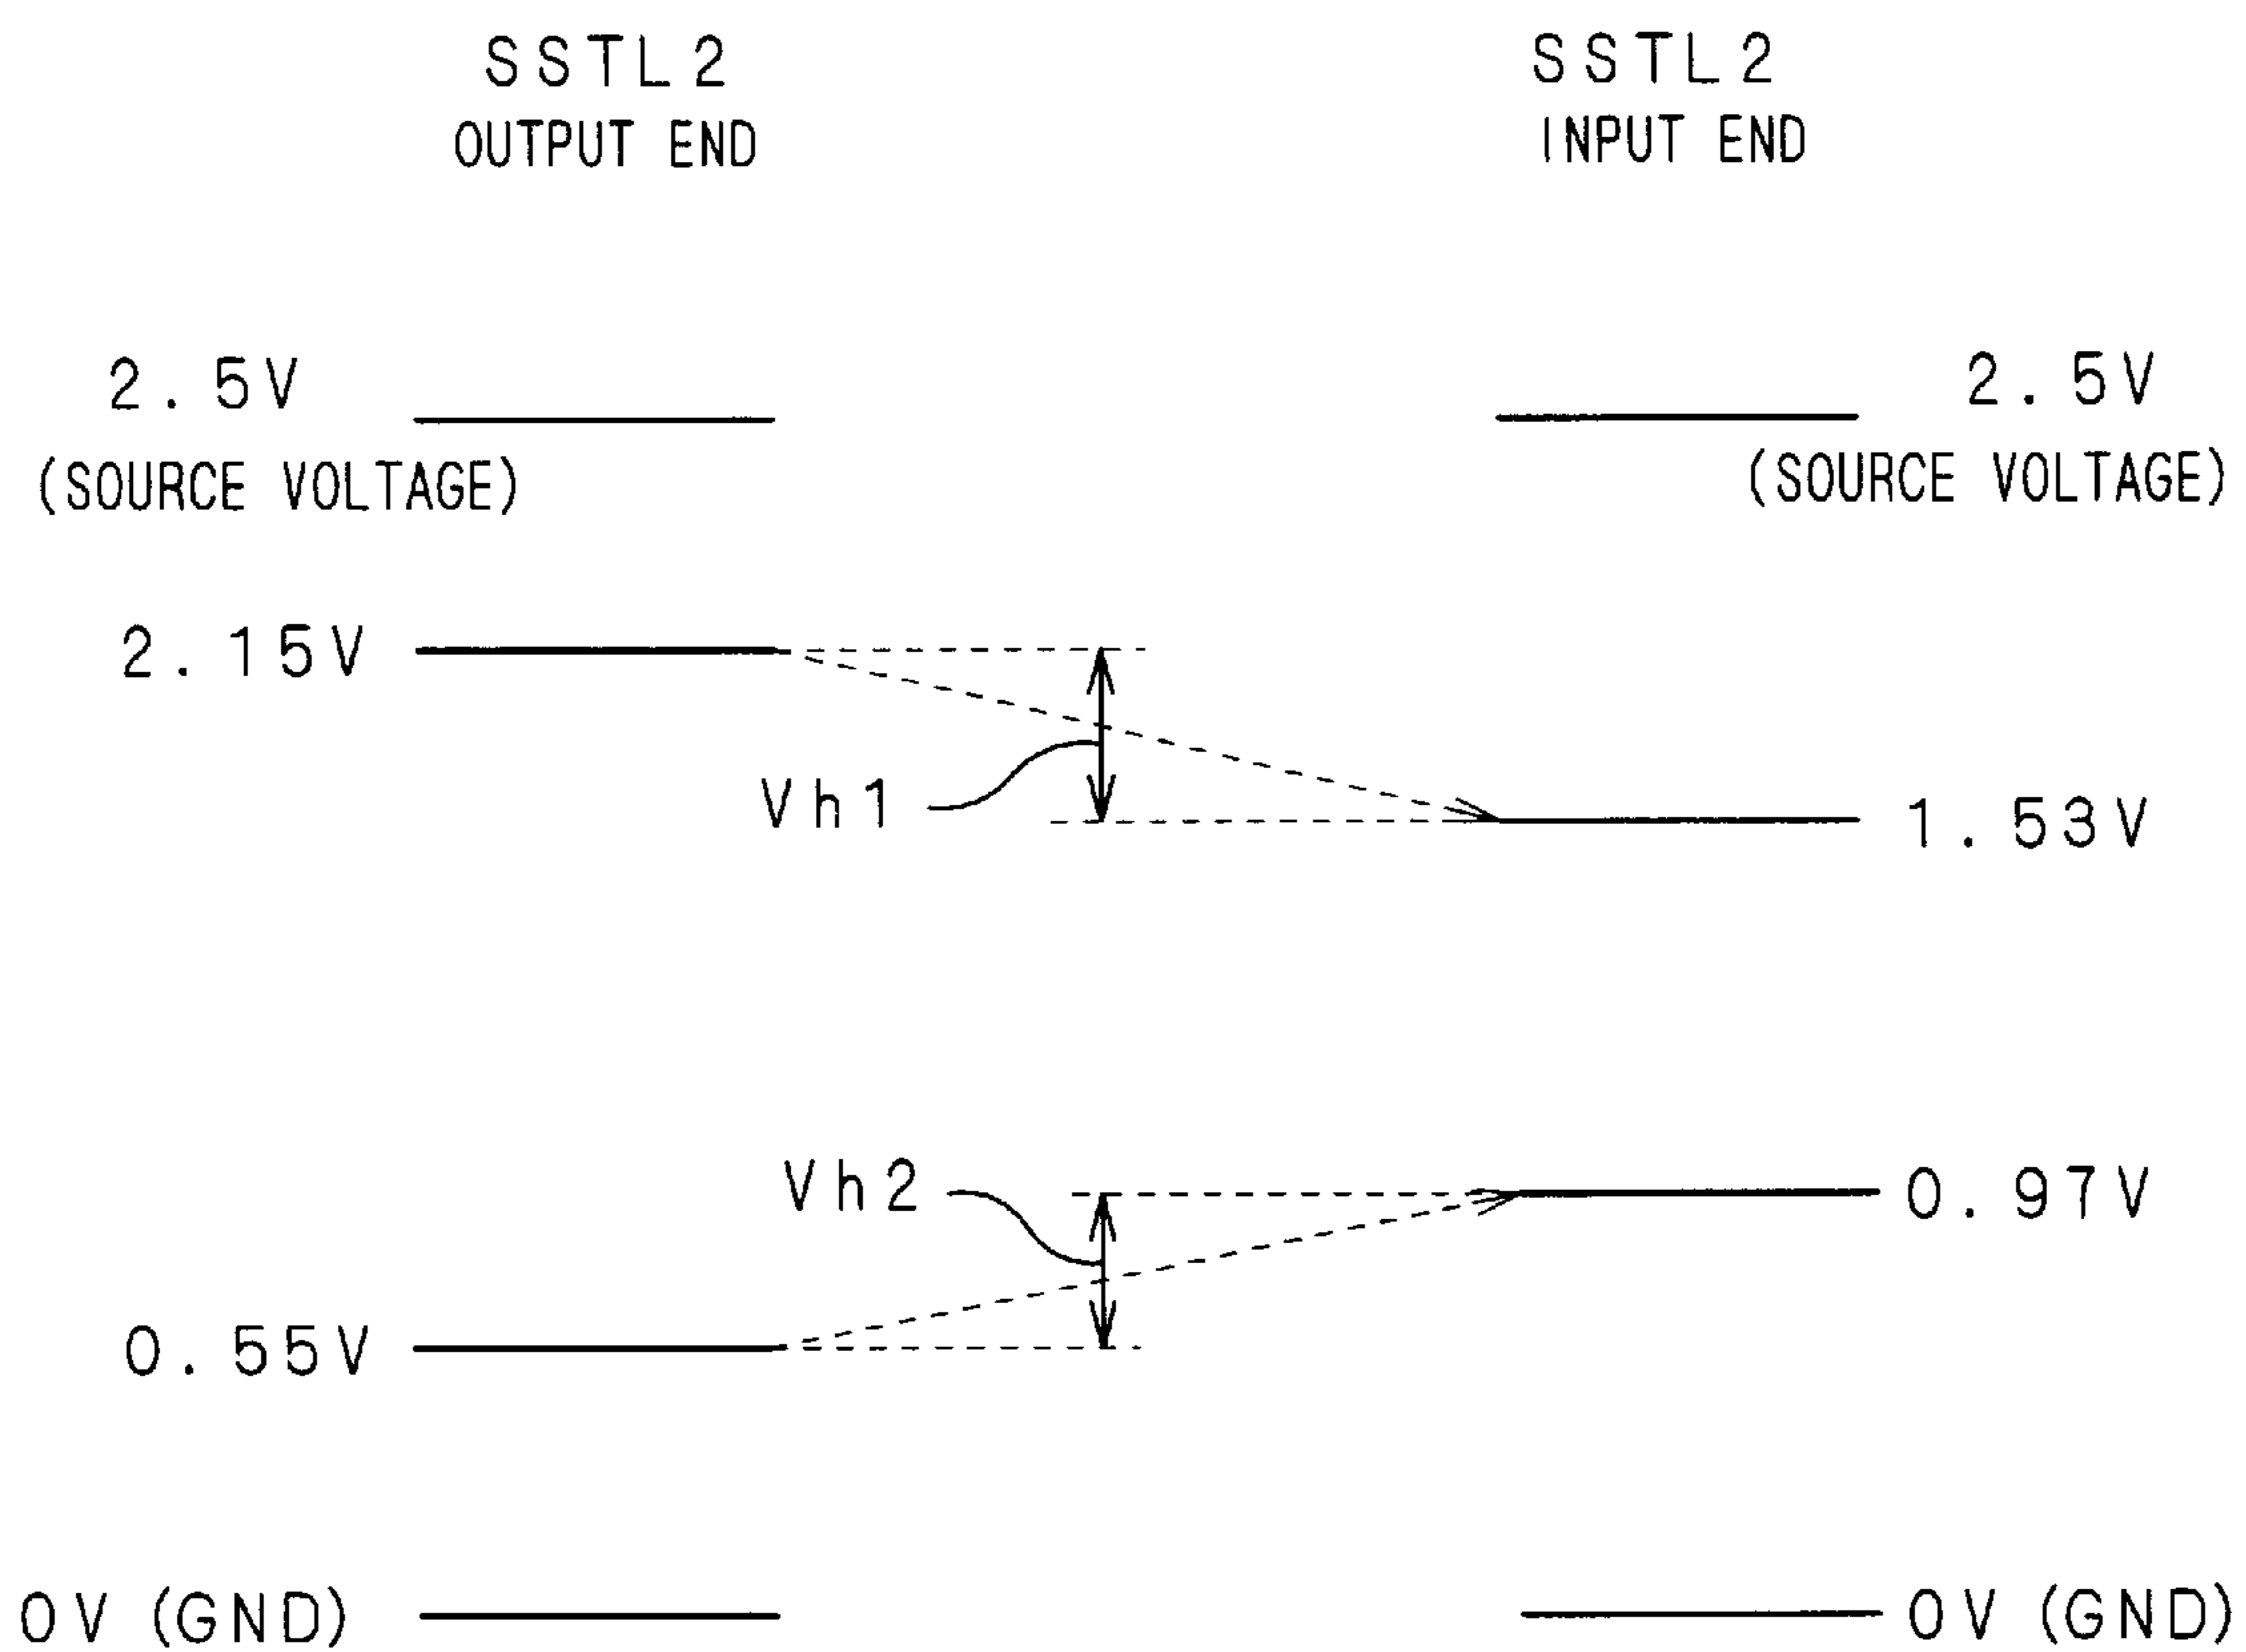 SSTL2
OUTPUT END
SSTL2
INPUT END
2.5V
(SOURCE VOLTAGE)
2.5V
(SOURCE VOLTAGE)
2.15V
Vh1
1.53V
Vh2
0.97V
0.55V
0V (GND)
0V (GND)